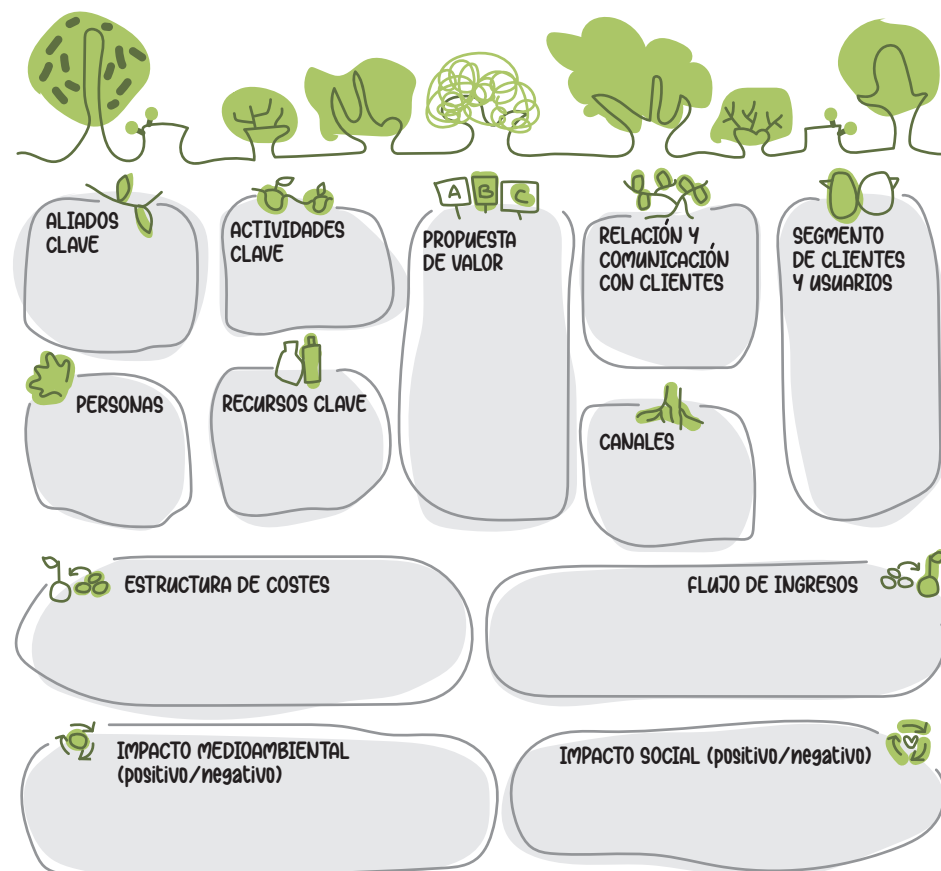 ALIADOS
CLAVE
ACTIVIDADES
CLAVE
A B C
PROPUESTA
DE VALOR
RELACIÓN Y
COMUNICACIÓN
CON CLIENTES
SEGMENTO
DE CLIENTES
Y USUARIOS
PERSONAS
RECURSOS CLAVE
CANALES
ESTRUCTURA DE COSTES
FLUJO DE INGRESOS
IMPACTO MEDIOAMBIENTAL
(positivo/negativo)
IMPACTO SOCIAL (positivo/negativo)